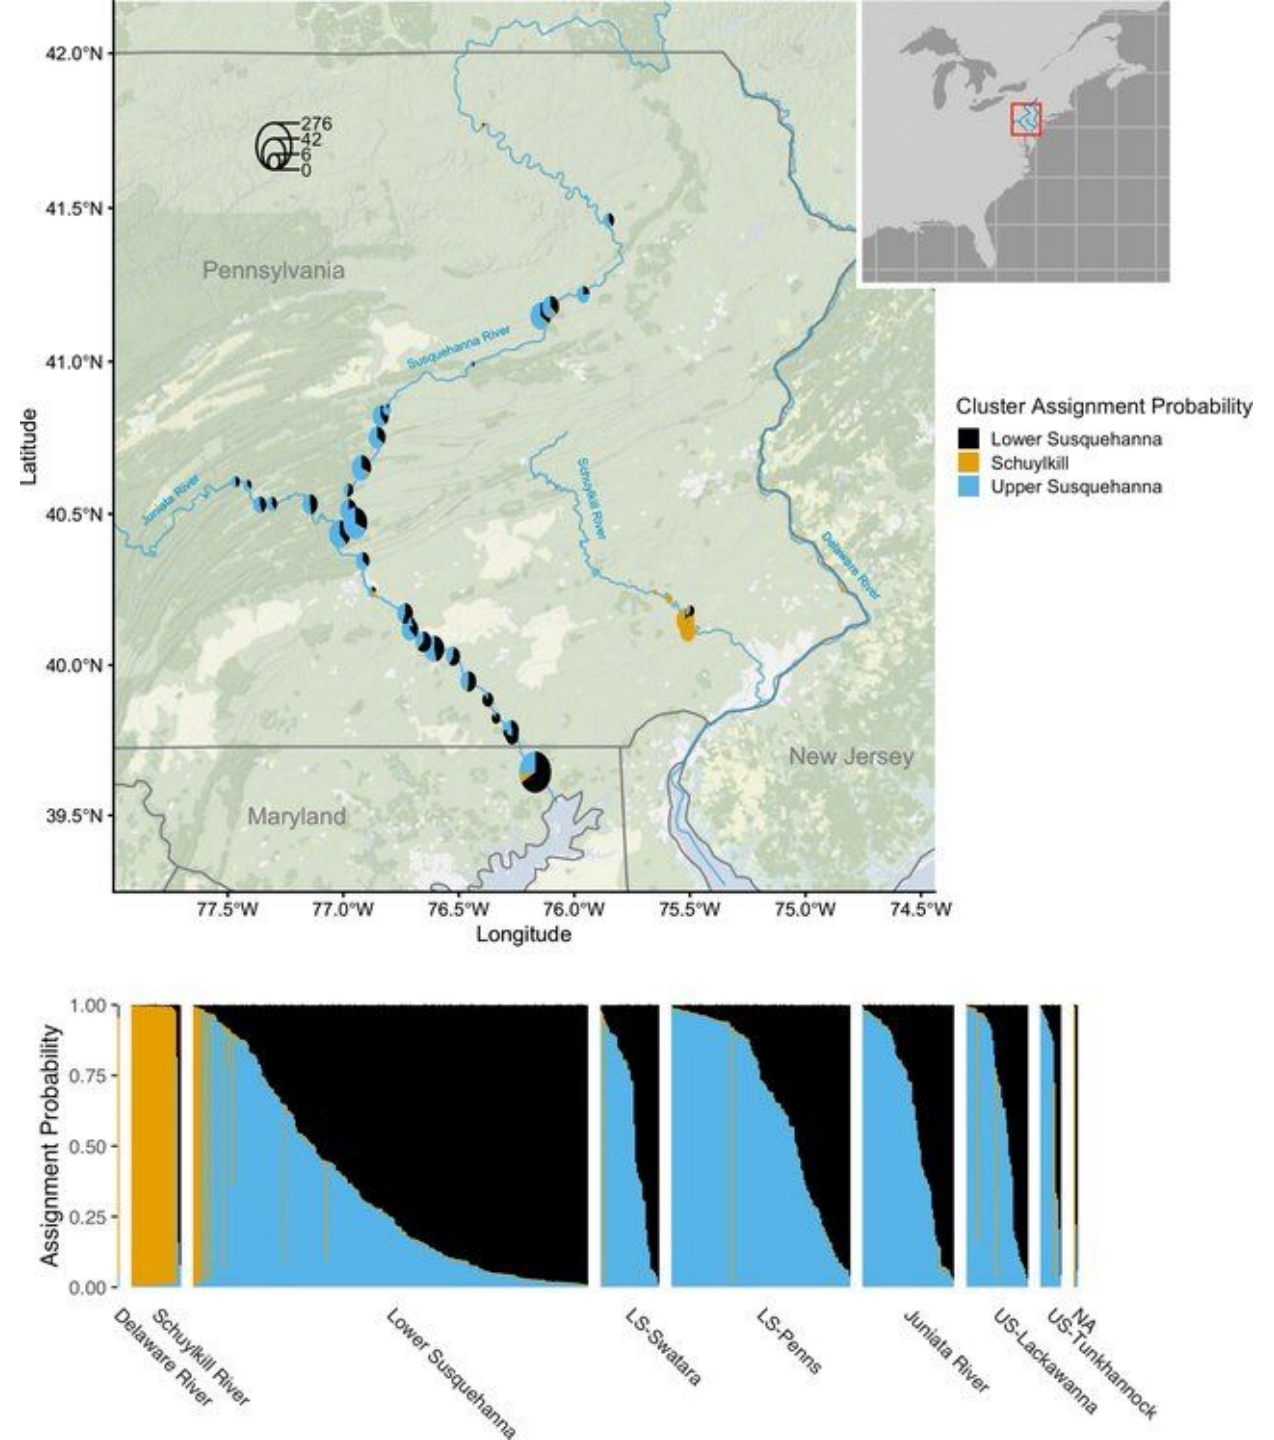 42.0°N
41.5°N
41.0°N
40.5°N
40.0°N
39.5°N
Latitude
276
42
6
0
Pennsylvania
Susquehanna River
Juniata River
Schuylkill River
Delaware River
New Jersey
Maryland
77.5°W 77.0°W 76.5°W 76.0°W 75.5°W 75.0°W 74.5°W
Longitude
Cluster Assignment Probability
Lower Susquehanna
Schuylkill
Upper Susquehanna
1.00
0.75
0.50
0.25
0.00
Assignment Probability
Delaware River
Schuylkill River
Lower Susquehanna
LS-Swatara
LS-Penns
Juniata River
US-Lackawanna
US-Tunkhannock
NA